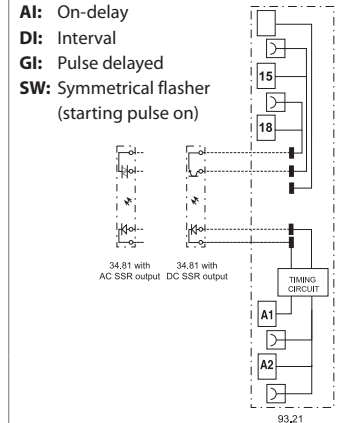 AI: On-delay
DI: Interval
GI: Pulse delayed
SW: Symmetrical flasher
(starting pulse on)
15
18
34.81 with
AC SSR output
34.81 with
DC SSR output
TIMING
CIRCUIT
A1
A2
93.21